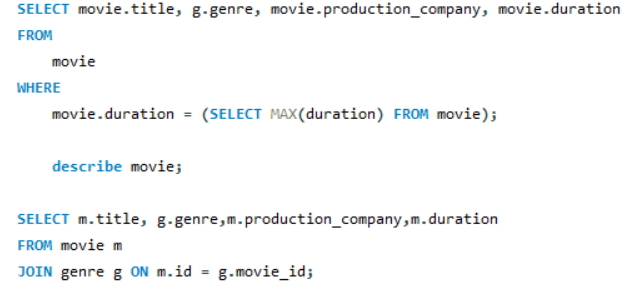 SELECT movie.title, g.genre, movie.production_company, movie.duration
FROM
movie
WHERE
movie.duration = (SELECT MAX(duration) FROM movie);
describe movie;
SELECT m.title, g.genre,m.production_company,m.duration
FROM movie m
JOIN genre g ON m.id = g.movie_id;